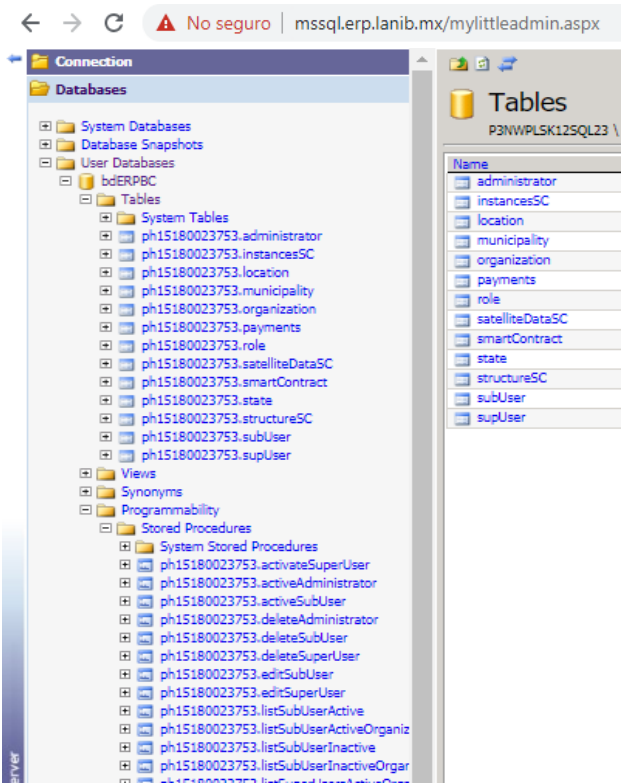 No seguro | mssql.erp.lanib.mx/mylittleadmin.aspx
Connection
Databases
System Databases
Database Snapshots
User Databases
bdERPBC
Tables
System Tables
ph15180023753.administrator
ph15180023753.instancesSC
ph15180023753.location
ph15180023753.municipality
ph15180023753.organization
ph15180023753.payments
ph15180023753.role
ph15180023753.satelliteDataSC
ph15180023753.smartContract
ph15180023753.state
ph15180023753.structureSC
ph15180023753.subUser
ph15180023753.supUser
Views
Synonyms
Programmability
Stored Procedures
System Stored Procedures
ph15180023753.activateSuperUser
ph15180023753.activeAdministrator
ph15180023753.activeSubUser
ph15180023753.deleteAdministrator
ph15180023753.deleteSubUser
ph15180023753.deleteSuperUser
ph15180023753.editSubUser
ph15180023753.editSuperUser
ph15180023753.listSubUserActive
ph15180023753.listSubUserActiveOrganiz
ph15180023753.listSubUserInactive
ph15180023753.listSubUserInactiveOrgar
erver
Tables
P3NWPLSK12SQL23 \
Name
administrator
instancesSC
location
municipality
organization
payments
role
satelliteDataSC
smartContract
state
structureSC
subUser
supUser